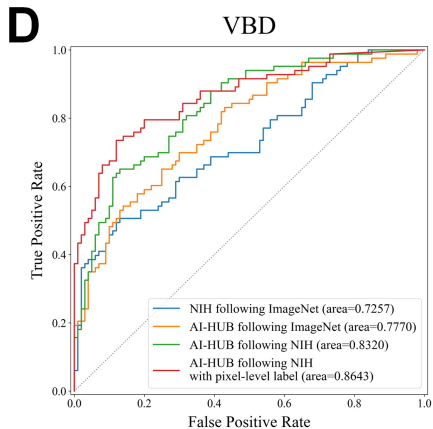 D
VBD
1.0
0.8
0.6
0.4
0.2
0.0
0.0 0.2 0.4 0.6 0.8 1.0
True Positive Rate
False Positive Rate
NIH following ImageNet (area=0.7257)
AI-HUB following ImageNet (area=0.7770)
AI-HUB following NIH (area=0.8320)
AI-HUB following NIH
with pixel-level label (area=0.8643)